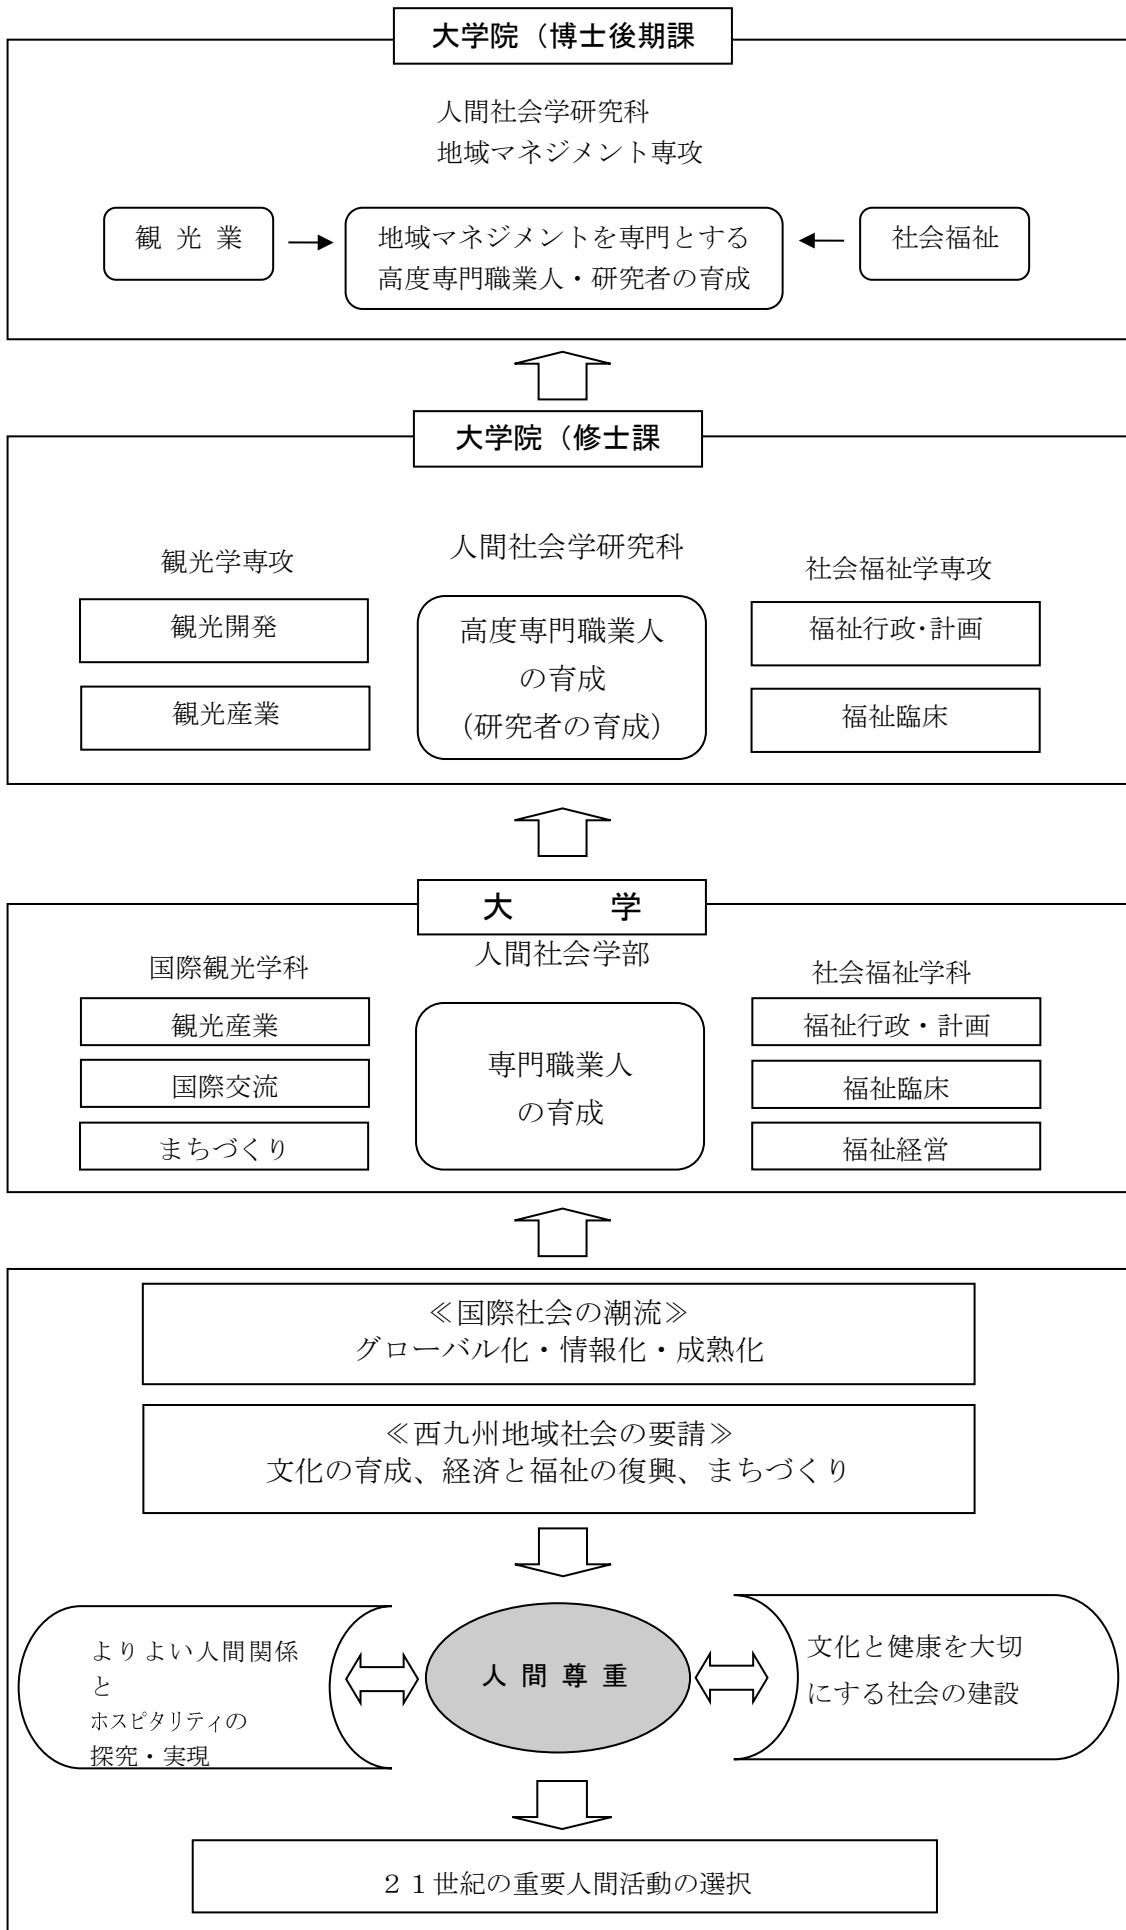 大学院（博士後期課
人間社会学研究科
地域マネジメント専攻
観 光 業
地域マネジメントを専門とする
高度専門職業人・研究者の育成
社会福祉
大学院（修士課
観光学専攻
人間社会学研究科
社会福祉学専攻
観光開発
観光産業
高度専門職業人
の育成
（研究者の育成）
福祉行政・計画
福祉臨床
大 学
人間社会学部
国際観光学科
社会福祉学科
観光産業
国際交流
まちづくり
専門職業人
の育成
福祉行政・計画
福祉臨床
福祉経営
≪国際社会の潮流≫
グローバル化・情報化・成熟化
≪西九州地域社会の要請≫
文化の育成、経済と福祉の復興、まちづくり
よりよい人間関係
と
ホスピタリティの
探究・実現
人 間 尊 重
文化と健康を大切
にする社会の建設
２１世紀の重要人間活動の選択